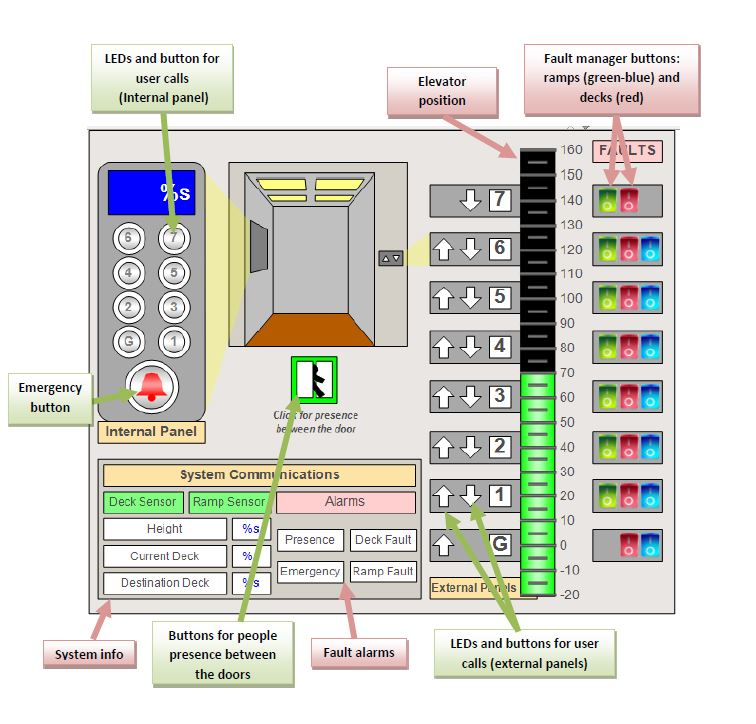 LEDs and button for
user calls
(Internal panel)
Elevator
position
Fault manager buttons:
ramps (green-blue) and
decks (red)
%s
6
7
4
5
2
3
G
1
Emergency
button
Internal Panel
Click for presence
between the door
7
6
5
4
3
2
1
G
External Panels
160
150
140
130
120
110
100
90
80
70
60
50
40
30
20
10
0
-10
-20
FAULTS
System Communications
Deck Sensor
Ramp Sensor
Alarms
Height
%s
Current Deck
Destination Deck
%s
Presence
Deck Fault
Emergency
Ramp Fault
System info
Buttons for people
presence between
the doors
Fault alarms
LEDs and buttons for user
calls (external panels)